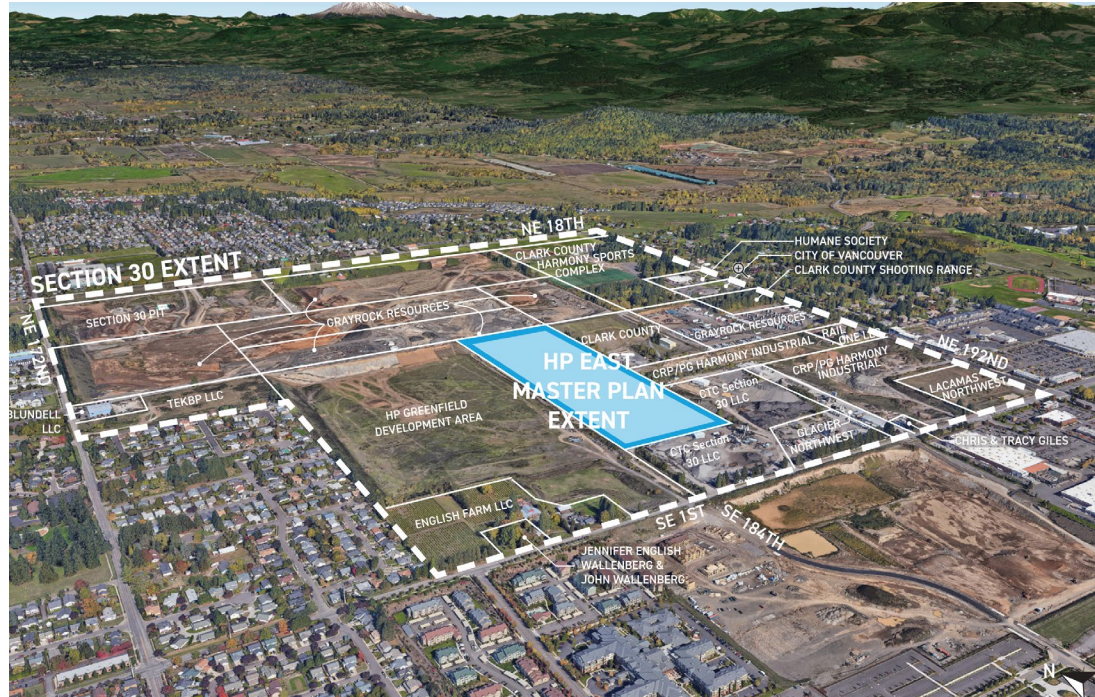 NE 18TH
SECTION 30 EXTENT
CLARK COUNTY
HARMONY SPORTS
COMPLEX
HUMANE SOCIETY
CITY OF VANCOUVER
CLARK COUNTY SHOOTING RANGE
NE 172ND
SECTION 30 PIT
GRAYROCK RESOURCES
CLARK COUNTY
GRAYROCK RESOURCES
RAIL
ONE LL
NE 192ND
HP EAST
MASTER PLAN
EXTENT
CRP/PG HARMONY INDUSTRIAL
CRP/PG HARMONY
INDUSTRIAL
LACAMAS
NORTHWEST
BLUNDELL
LLC
TEKBP LLC
HP GREENFIELD
DEVELOPMENT AREA
CTC Section
30 LLC
CTC Section
30 LLC
GLACIER
NORTHWEST
CHRIS & TRACY GILES
ENGLISH FARM LLC
SE 1ST
SE 184TH
JENNIFER ENGLISH
WALLENBERG &
JOHN WALLENBERG
N